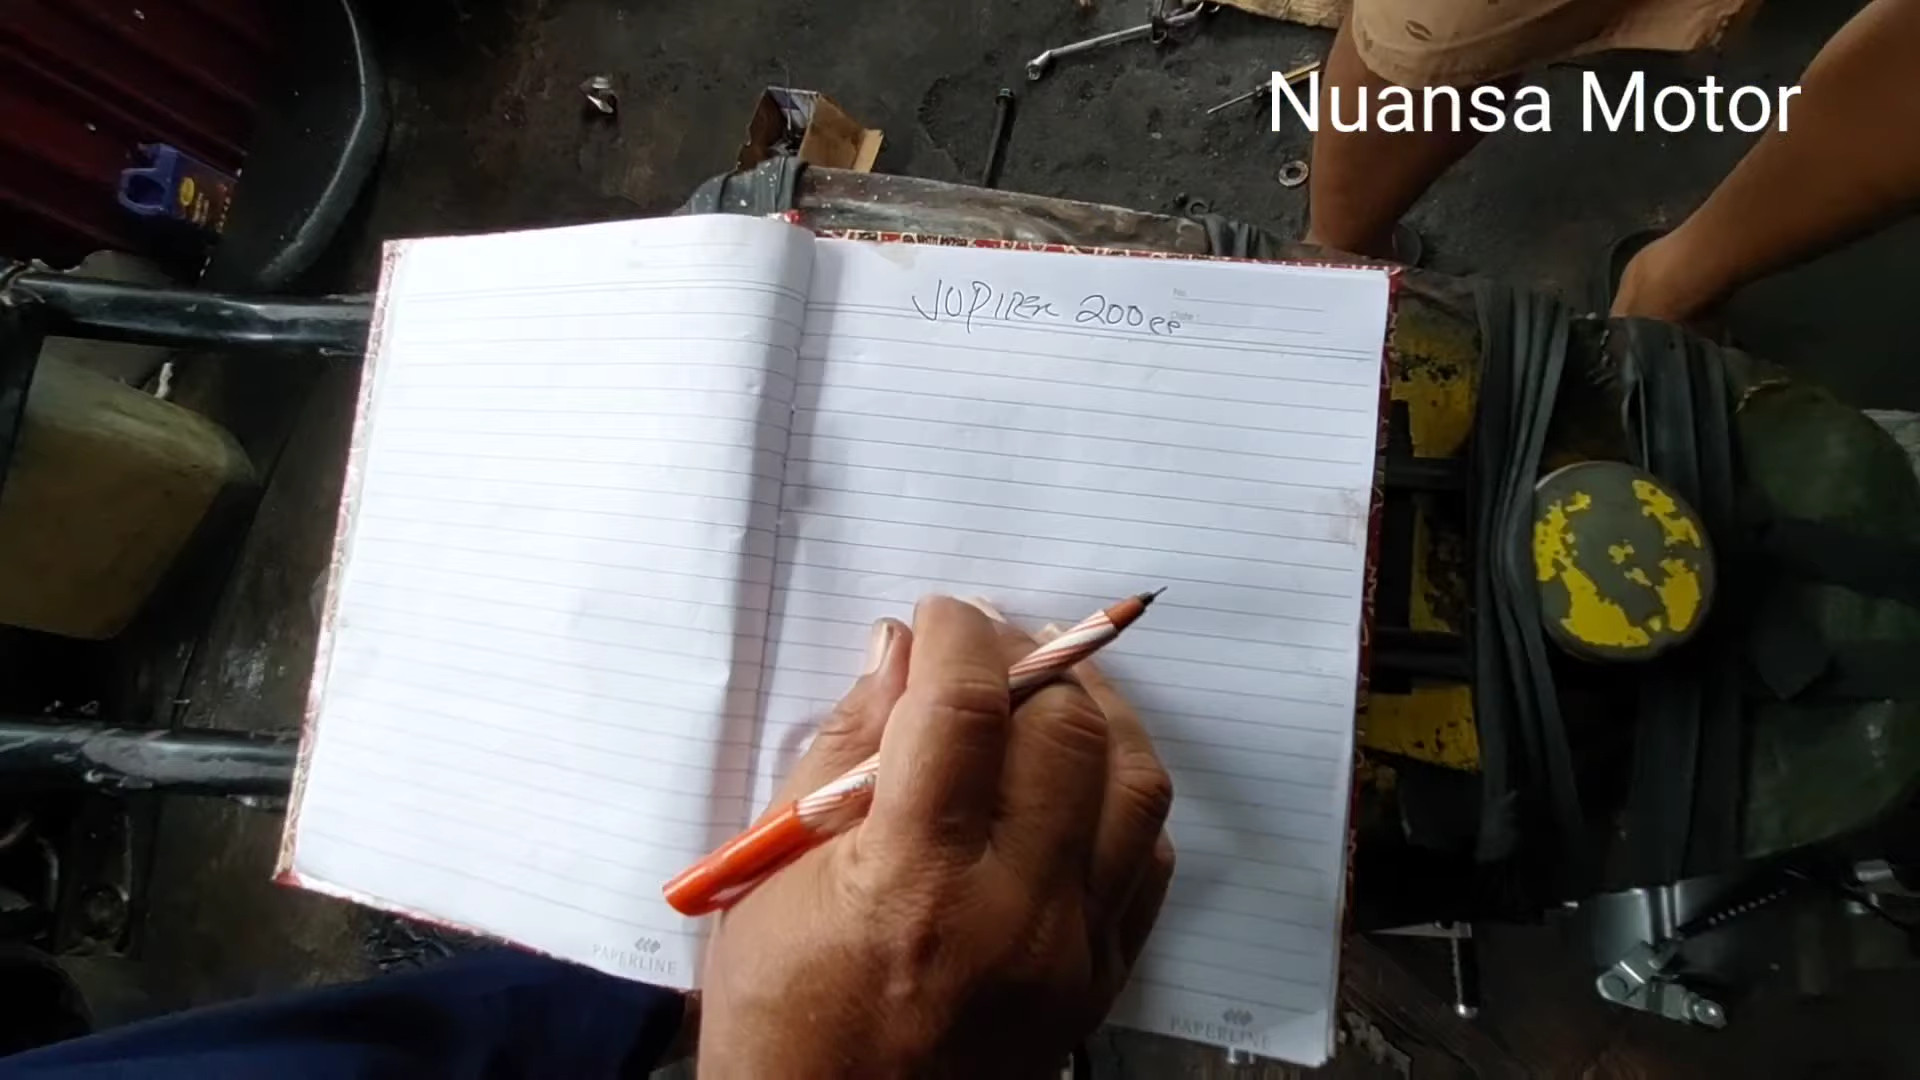 Nuansa Motor
JUPITER 200cc
No.
Date :
PAPERLINE
PAPERLINE